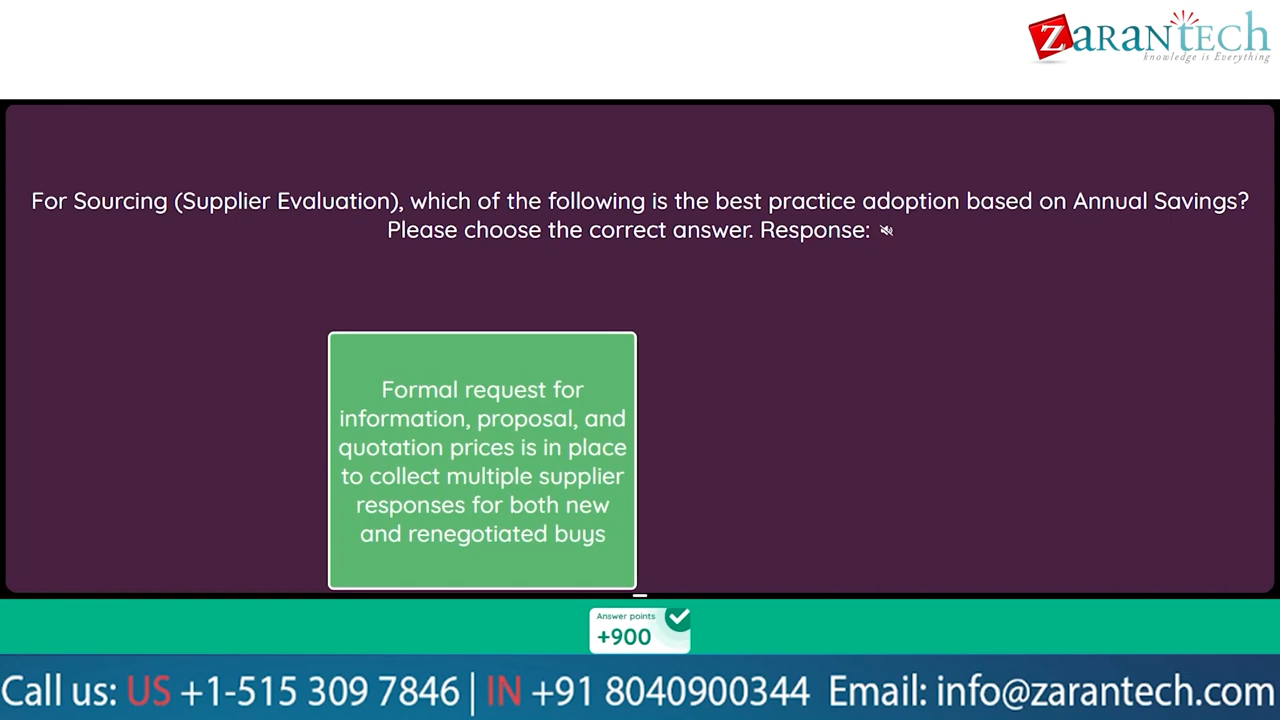 ZARANTECH
knowledge is Everything
For Sourcing (Supplier Evaluation), which of the following is the best practice adoption based on Annual Savings?
Please choose the correct answer. Response:
Formal request for
information, proposal, and
quotation prices is in place
to collect multiple supplier
responses for both new
and renegotiated buys
Answer points
+900
Call us: US +1-515 309 7846 | IN +91 8040900344 Email: info@zarantech.com